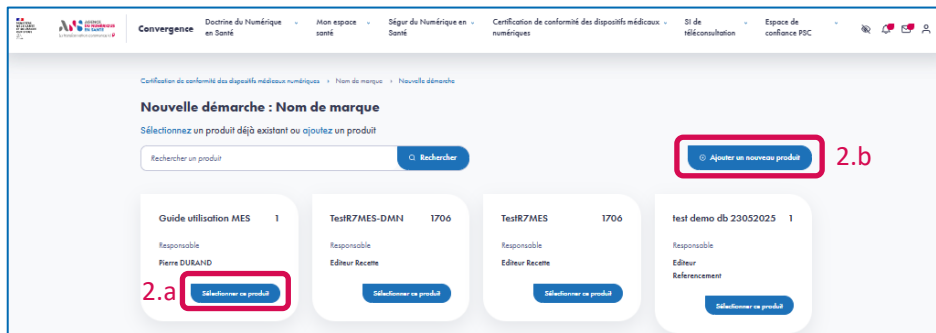 AGENCE
DU NUMÉRIQUE
EN SANTÉ
Convergence
Doctrine du Numérique
en Santé
Mon espace
santé
Ségur du Numérique en
Santé
Certification de conformité des dispositifs médicaux
numériques
SI de
téléconsultation
Espace de
confiance PSC
Certification de conformité des dispositifs médicaux numériques > Nom de marque > Nouvelle démarche
Nouvelle démarche : Nom de marque
Sélectionnez un produit déjà existant ou ajoutez un produit
Rechercher un produit
Rechercher
Ajouter un nouveau produit
2.b
Guide utilisation MES 1
Responsable
Pierre DURAND
2.a
Sélectionner ce produit
TestR7MES-DMN 1706
Responsable
Editeur Recette
Sélectionner ce produit
TestR7MES 1706
Responsable
Editeur Recette
Sélectionner ce produit
test demo db 23052025 1
Responsable
Editeur
Referencement
Sélectionner ce produit